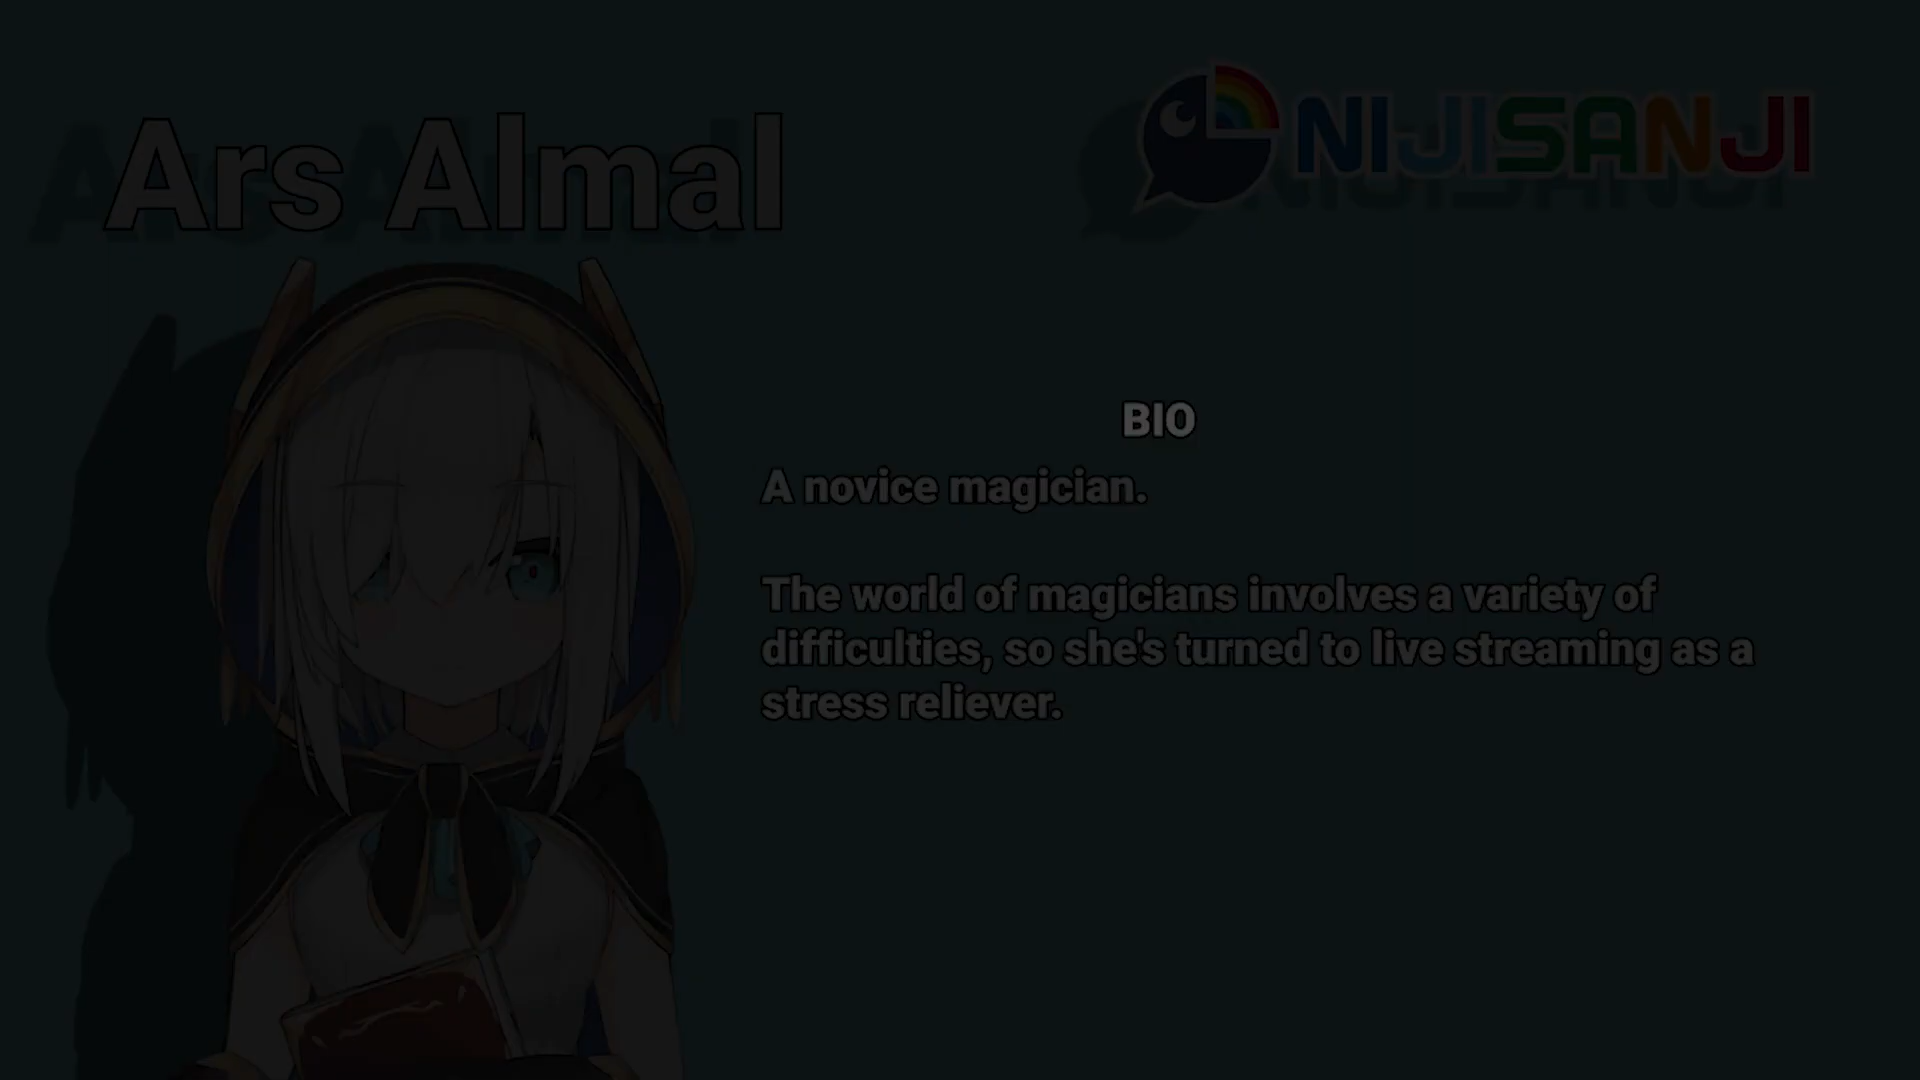 Ars Almal
NIJISANJI
BIO
A novice magician.
The world of magicians involves a variety of
difficulties, so she's turned to live streaming as a
stress reliever.